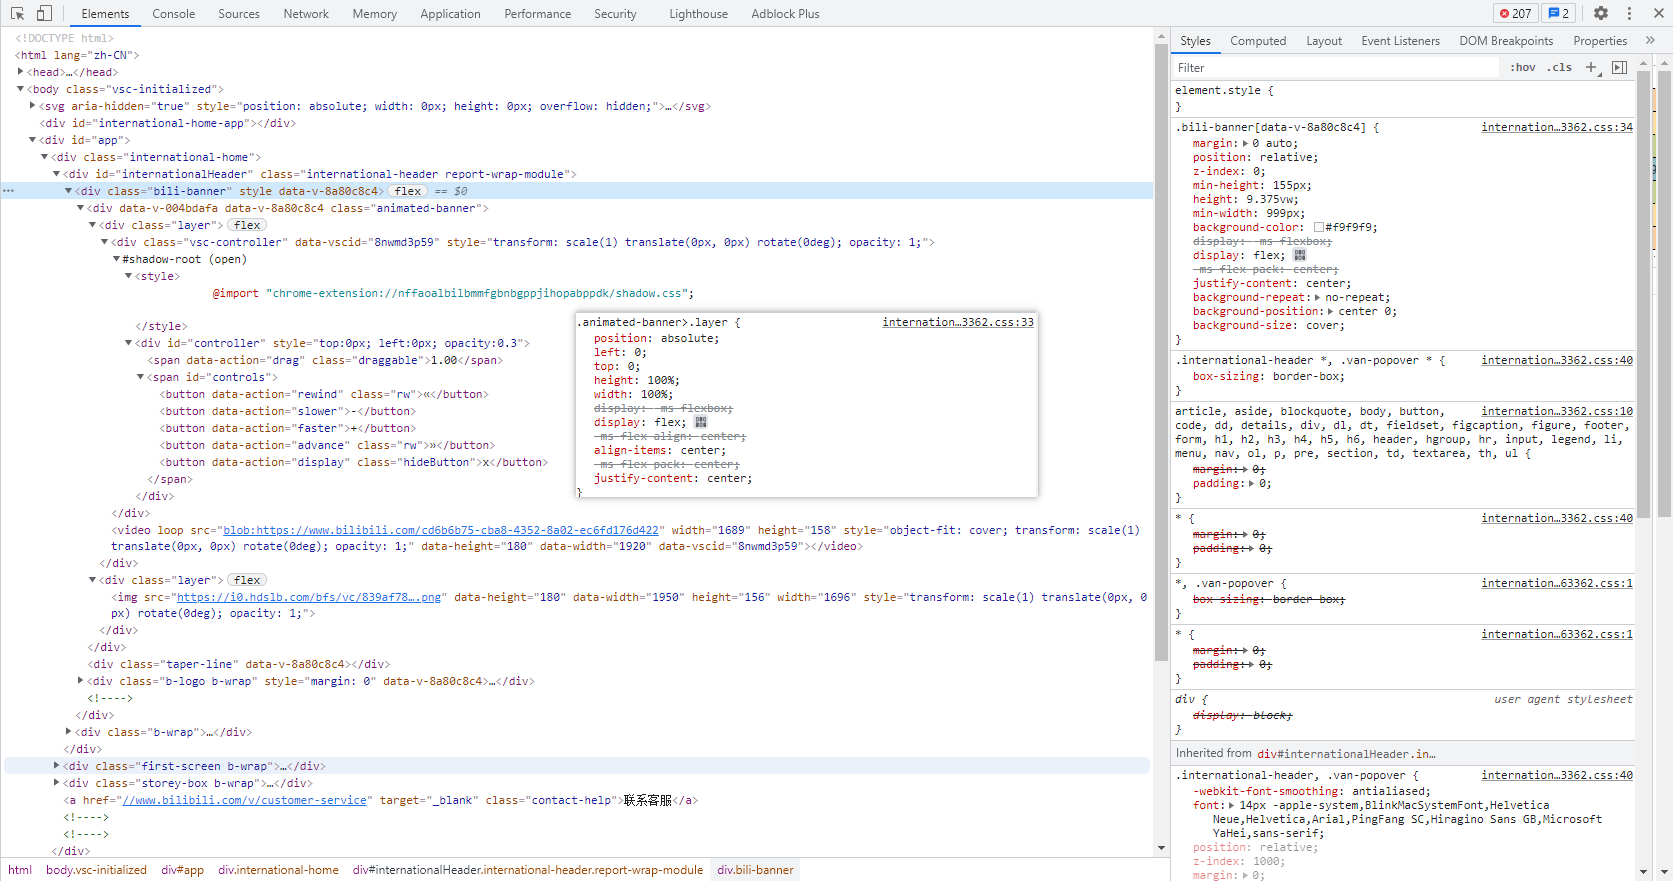 Elements Console Sources Network Memory Application Performance Security Lighthouse Adblock Plus 207 2
<!DOCTYPE html>
<html lang="zh-CN">
<head>…</head>
<body class="vsc-initialized">
<svg aria-hidden="true" style="position: absolute; width: 0px; height: 0px; overflow: hidden;">…</svg>
<div id="international-home-app"></div>
<div id="app">
<div class="international-home">
<div id="internationalHeader" class="international-header report-wrap-module">
… <div class="bili-banner" style data-v-8a80c8c4> flex == $0
<div data-v-004bdafa data-v-8a80c8c4 class="animated-banner">
<div class="layer"> flex
<div class="vsc-controller" data-vscid="8nwmd3p59" style="transform: scale(1) translate(0px, 0px) rotate(0deg); opacity: 1;">
#shadow-root (open)
<style>
@import "chrome-extension://nffaoalbilbmmfgbnbgppjihopabppdk/shadow.css";
</style>
<div id="controller" style="top:0px; left:0px; opacity:0.3">
<span data-action="drag" class="draggable">1.00</span>
<span id="controls">
<button data-action="rewind" class="rw">«</button>
<button data-action="slower">-</button>
<button data-action="faster">+</button>
<button data-action="advance" class="rw">»</button>
<button data-action="display" class="hideButton">x</button>
</span>
</div>
</div>
<video loop src="blob:https://www.bilibili.com/cd6b6b75-cba8-4352-8a02-ec6fd176d422" width="1689" height="158" style="object-fit: cover; transform: scale(1)
translate(0px, 0px) rotate(0deg); opacity: 1;" data-height="180" data-width="1920" data-vscid="8nwmd3p59"></video>
</div>
<div class="layer"> flex
<img src="https://i0.hdslb.com/bfs/vc/839af78….png" data-height="180" data-width="1950" height="156" width="1696" style="transform: scale(1) translate(0px, 0
px) rotate(0deg); opacity: 1;">
</div>
</div>
<div class="taper-line" data-v-8a80c8c4></div>
<div class="b-logo b-wrap" style="margin: 0" data-v-8a80c8c4>…</div>
<!---->
</div>
<div class="b-wrap">…</div>
</div>
<div class="first-screen b-wrap">…</div>
<div class="storey-box b-wrap">…</div>
<a href="//www.bilibili.com/v/customer-service" target="_blank" class="contact-help">联系客服</a>
<!---->
<!---->
</div>
html body.vsc-initialized div#app div.international-home div#internationalHeader.international-header.report-wrap-module div.bili-banner
.animated-banner>.layer { internation…3362.css:33
position: absolute;
left: 0;
top: 0;
height: 100%;
width: 100%;
display: -ms-flexbox;
display: flex;
-ms-flex-align: center;
align-items: center;
-ms-flex-pack: center;
justify-content: center;
}
Styles Computed Layout Event Listeners DOM Breakpoints Properties »
Filter :hov .cls +
element.style {
}
.bili-banner[data-v-8a80c8c4] { internation…3362.css:34
margin: 0 auto;
position: relative;
z-index: 0;
min-height: 155px;
height: 9.375vw;
min-width: 999px;
background-color: #f9f9f9;
display: -ms-flexbox;
display: flex;
-ms-flex-pack: center;
justify-content: center;
background-repeat: no-repeat;
background-position: center 0;
background-size: cover;
}
.international-header *, .van-popover * { internation…3362.css:40
box-sizing: border-box;
}
article, aside, blockquote, body, button, internation…3362.css:10
code, dd, details, div, dl, dt, fieldset, figcaption, figure, footer,
form, h1, h2, h3, h4, h5, h6, header, hgroup, hr, input, legend, li,
menu, nav, ol, p, pre, section, td, textarea, th, ul {
margin: 0;
padding: 0;
}
* { internation…3362.css:40
margin: 0;
padding: 0;
}
*, .van-popover { internation…63362.css:1
box-sizing: border-box;
}
* { internation…63362.css:1
margin: 0;
padding: 0;
}
div { user agent stylesheet
display: block;
}
Inherited from div#internationalHeader.in…
.international-header, .van-popover { internation…3362.css:40
-webkit-font-smoothing: antialiased;
font: 14px -apple-system,BlinkMacSystemFont,Helvetica
Neue,Helvetica,Arial,PingFang SC,Hiragino Sans GB,Microsoft
YaHei,sans-serif;
position: relative;
z-index: 1000;
margin: 0;